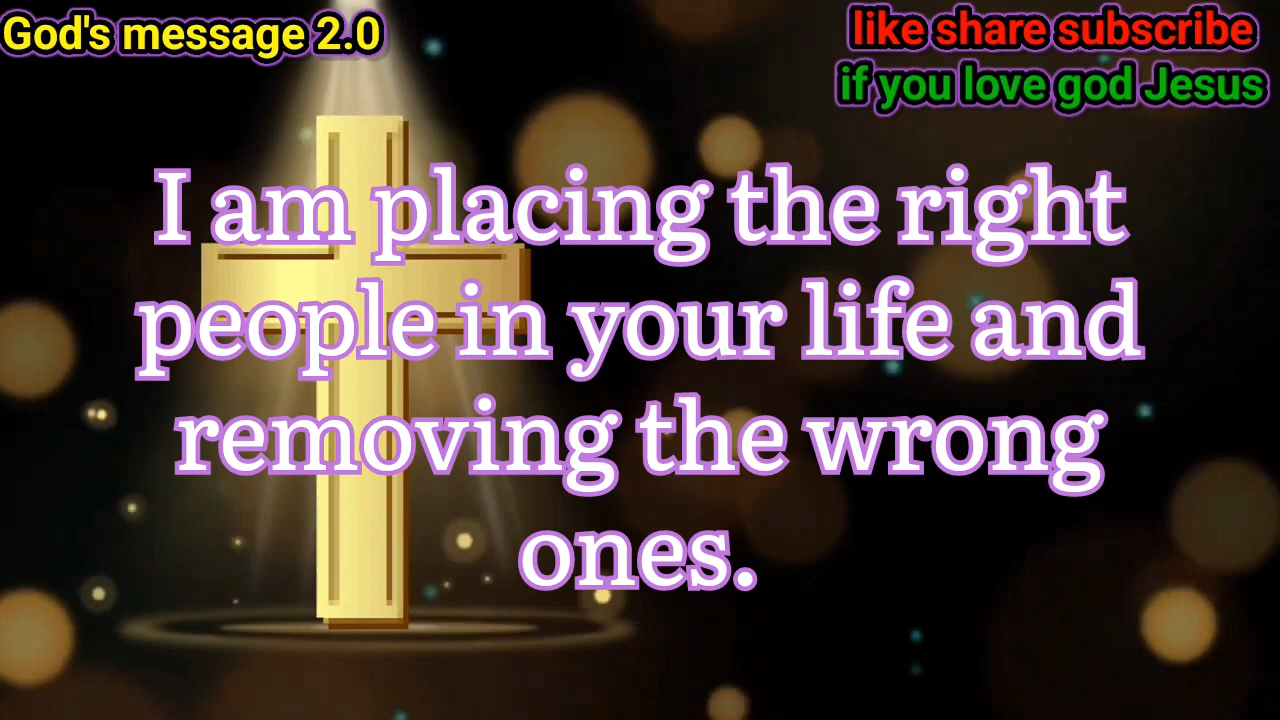 God's message 2.0
like share subscribe
if you love god Jesus
I am placing the right
people in your life and
removing the wrong
ones.